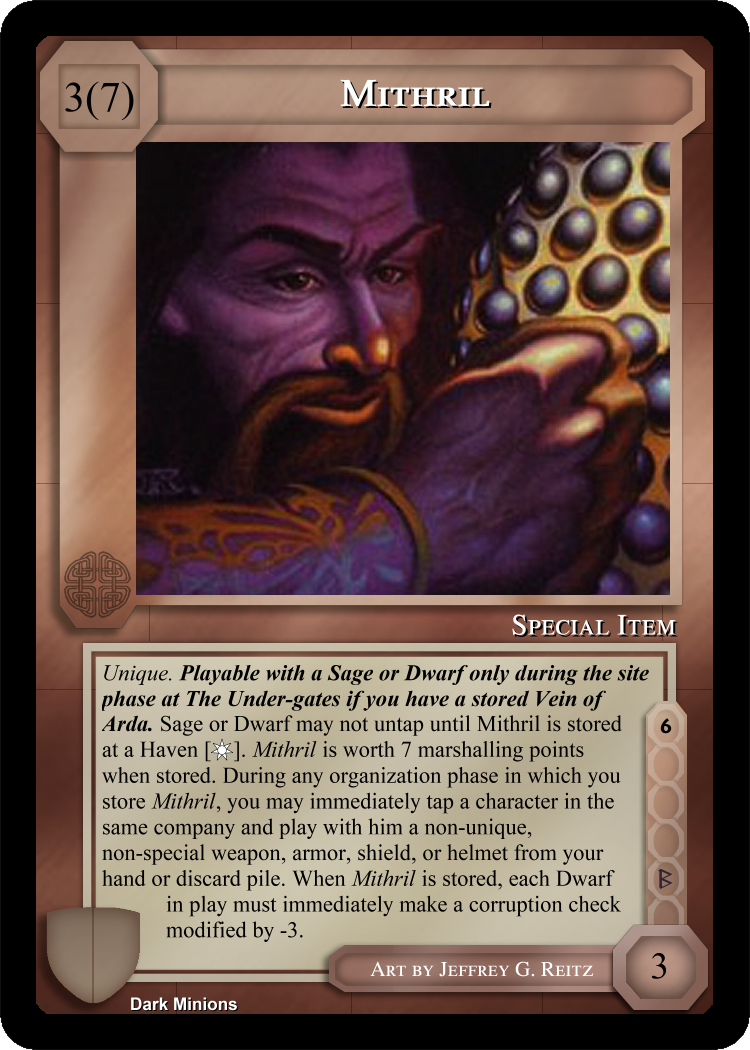 3(7)
Mithril
Special Item
Unique. Playable with a Sage or Dwarf only during the site
phase at The Under-gates if you have a stored Vein of
Arda. Sage or Dwarf may not untap until Mithril is stored
at a Haven [ ]. Mithril is worth 7 marshalling points
when stored. During any organization phase in which you
store Mithril, you may immediately tap a character in the
same company and play with him a non-unique,
non-special weapon, armor, shield, or helmet from your
hand or discard pile. When Mithril is stored, each Dwarf
in play must immediately make a corruption check
modified by -3.
6
ᛒ
Art by Jeffrey G. Reitz
3
Dark Minions